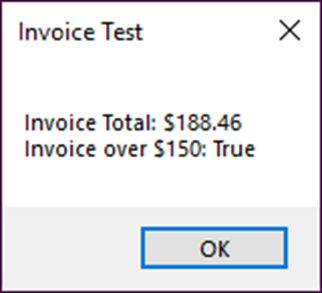 Invoice Test
Invoice Total: $188.46
Invoice over $150: True
OK